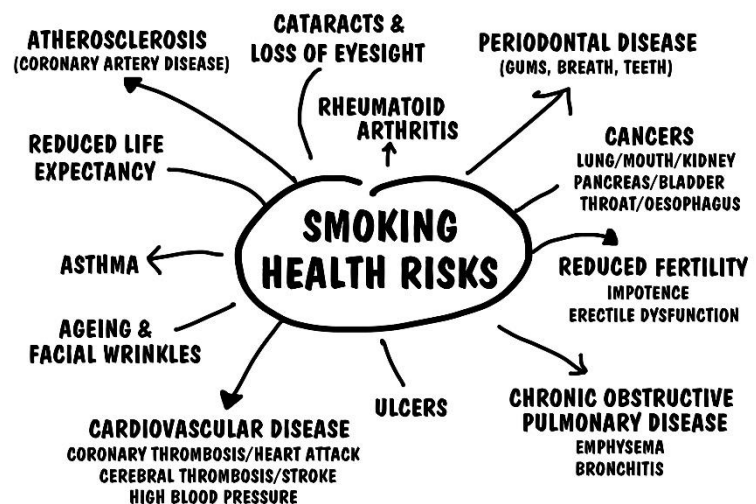 ATHEROSCLEROSIS
(CORONARY ARTERY DISEASE)
CATARACTS &
LOSS OF EYESIGHT
PERIODONTAL DISEASE
(GUMS, BREATH, TEETH)
RHEUMATOID
ARTHRITIS
REDUCED LIFE
EXPECTANCY
CANCERS
LUNG/MOUTH/KIDNEY
PANCREAS/BLADDER
THROAT/OESOPHAGUS
SMOKING
HEALTH RISKS
ASTHMA
REDUCED FERTILITY
IMPOTENCE
ERECTILE DYSFUNCTION
AGEING &
FACIAL WRINKLES
ULCERS
CARDIOVASCULAR DISEASE
CORONARY THROMBOSIS/HEART ATTACK
CEREBRAL THROMBOSIS/STROKE
HIGH BLOOD PRESSURE
CHRONIC OBSTRUCTIVE
PULMONARY DISEASE
EMPHYSEMA
BRONCHITIS